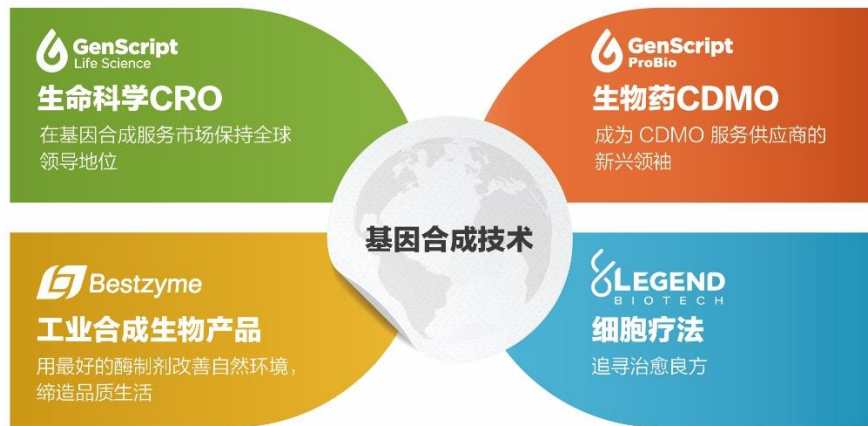 GenScript
Life Science
生命科学CRO
在基因合成服务市场保持全球
领导地位
GenScript
ProBio
生物药CDMO
成为 CDMO 服务供应商的
新兴领袖
基因合成技术
Bestzyme
工业合成生物产品
用最好的酶制剂改善自然环境，
缔造品质生活
LEGEND
BIOTECH
细胞疗法
追寻治愈良方